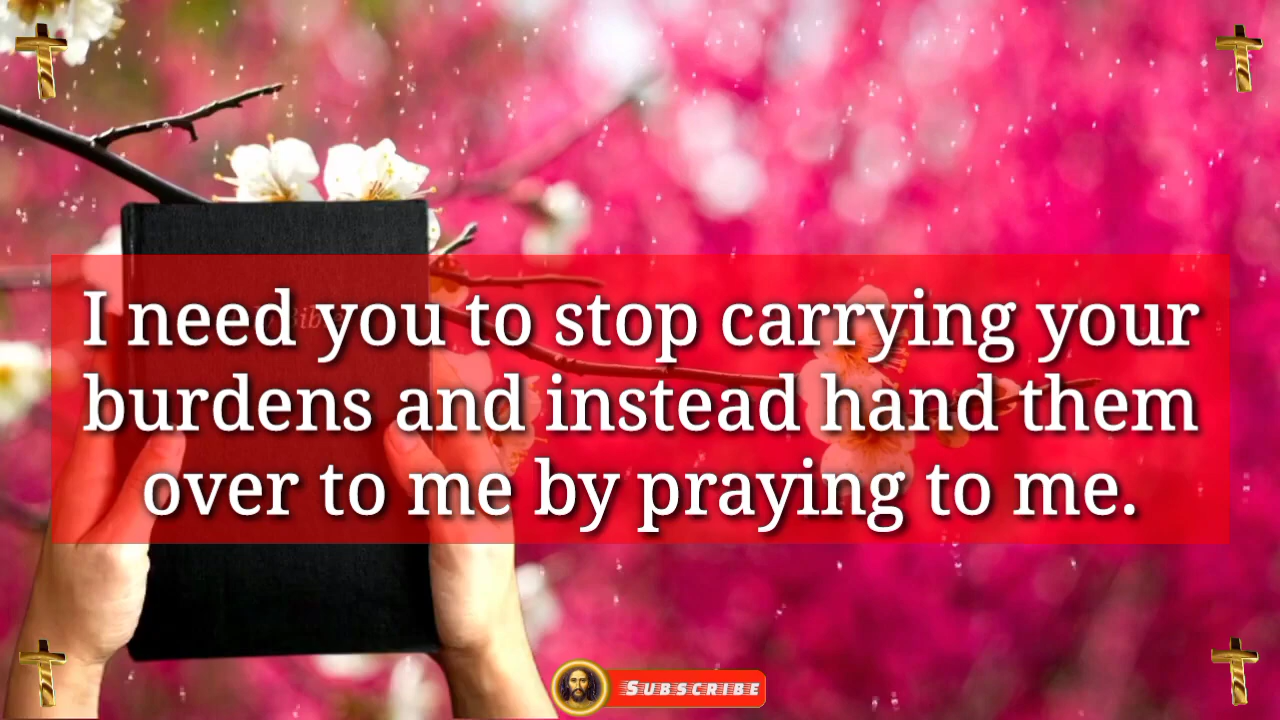 I need you to stop carrying your
burdens and instead hand them
over to me by praying to me.
SUBSCRIBE